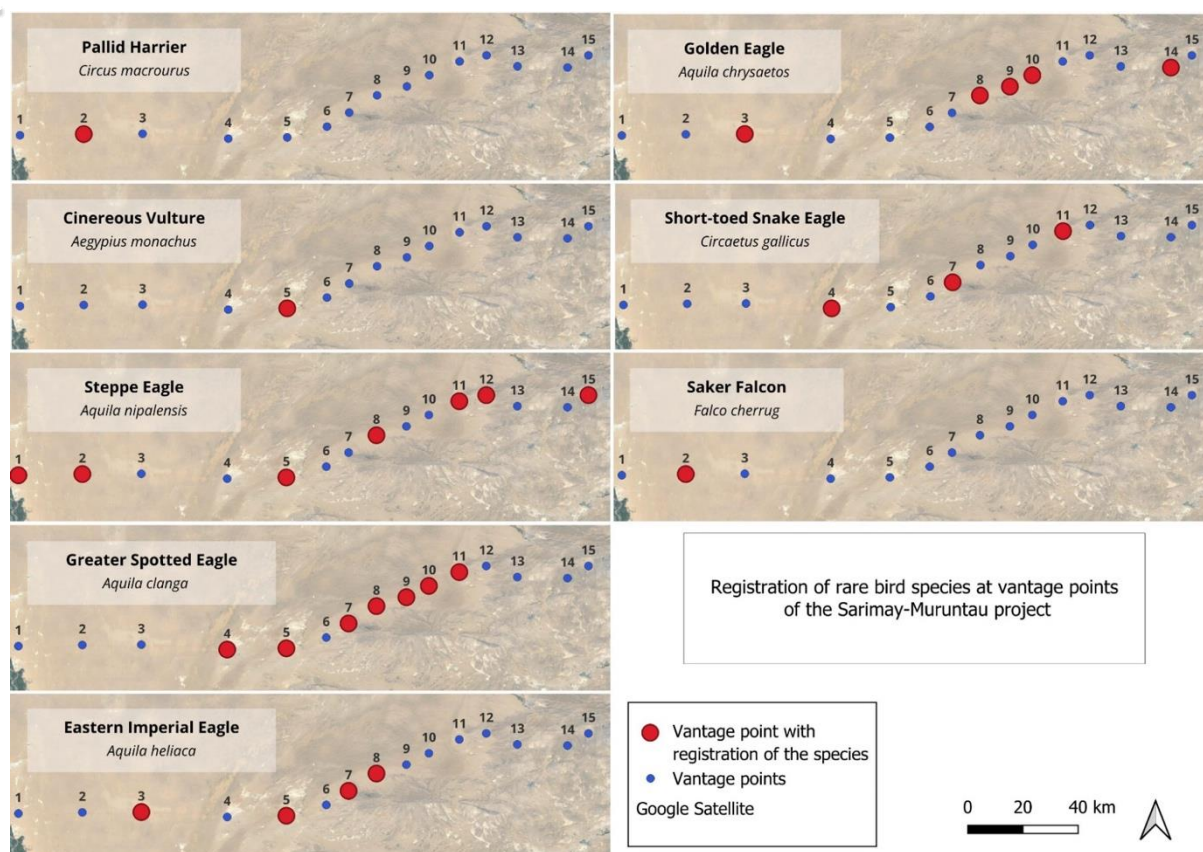 Pallid Harrier
Circus macrourus
1 2 3 4 5 6 7 8 9 10 11 12 13 14 15
Golden Eagle
Aquila chrysaetos
1 2 3 4 5 6 7 8 9 10 11 12 13 14 15
Cinereous Vulture
Aegypius monachus
1 2 3 4 5 6 7 8 9 10 11 12 13 14 15
Short-toed Snake Eagle
Circaetus gallicus
1 2 3 4 5 6 7 8 9 10 11 12 13 14 15
Steppe Eagle
Aquila nipalensis
1 2 3 4 5 6 7 8 9 10 11 12 13 14 15
Saker Falcon
Falco cherrug
1 2 3 4 5 6 7 8 9 10 11 12 13 14 15
Greater Spotted Eagle
Aquila clanga
1 2 3 4 5 6 7 8 9 10 11 12 13 14 15
Registration of rare bird species at vantage points
of the Sarimay-Muruntau project
Eastern Imperial Eagle
Aquila heliaca
1 2 3 4 5 6 7 8 9 10 11 12 13 14 15
Vantage point with
registration of the species
Vantage points
Google Satellite
0 20 40 km